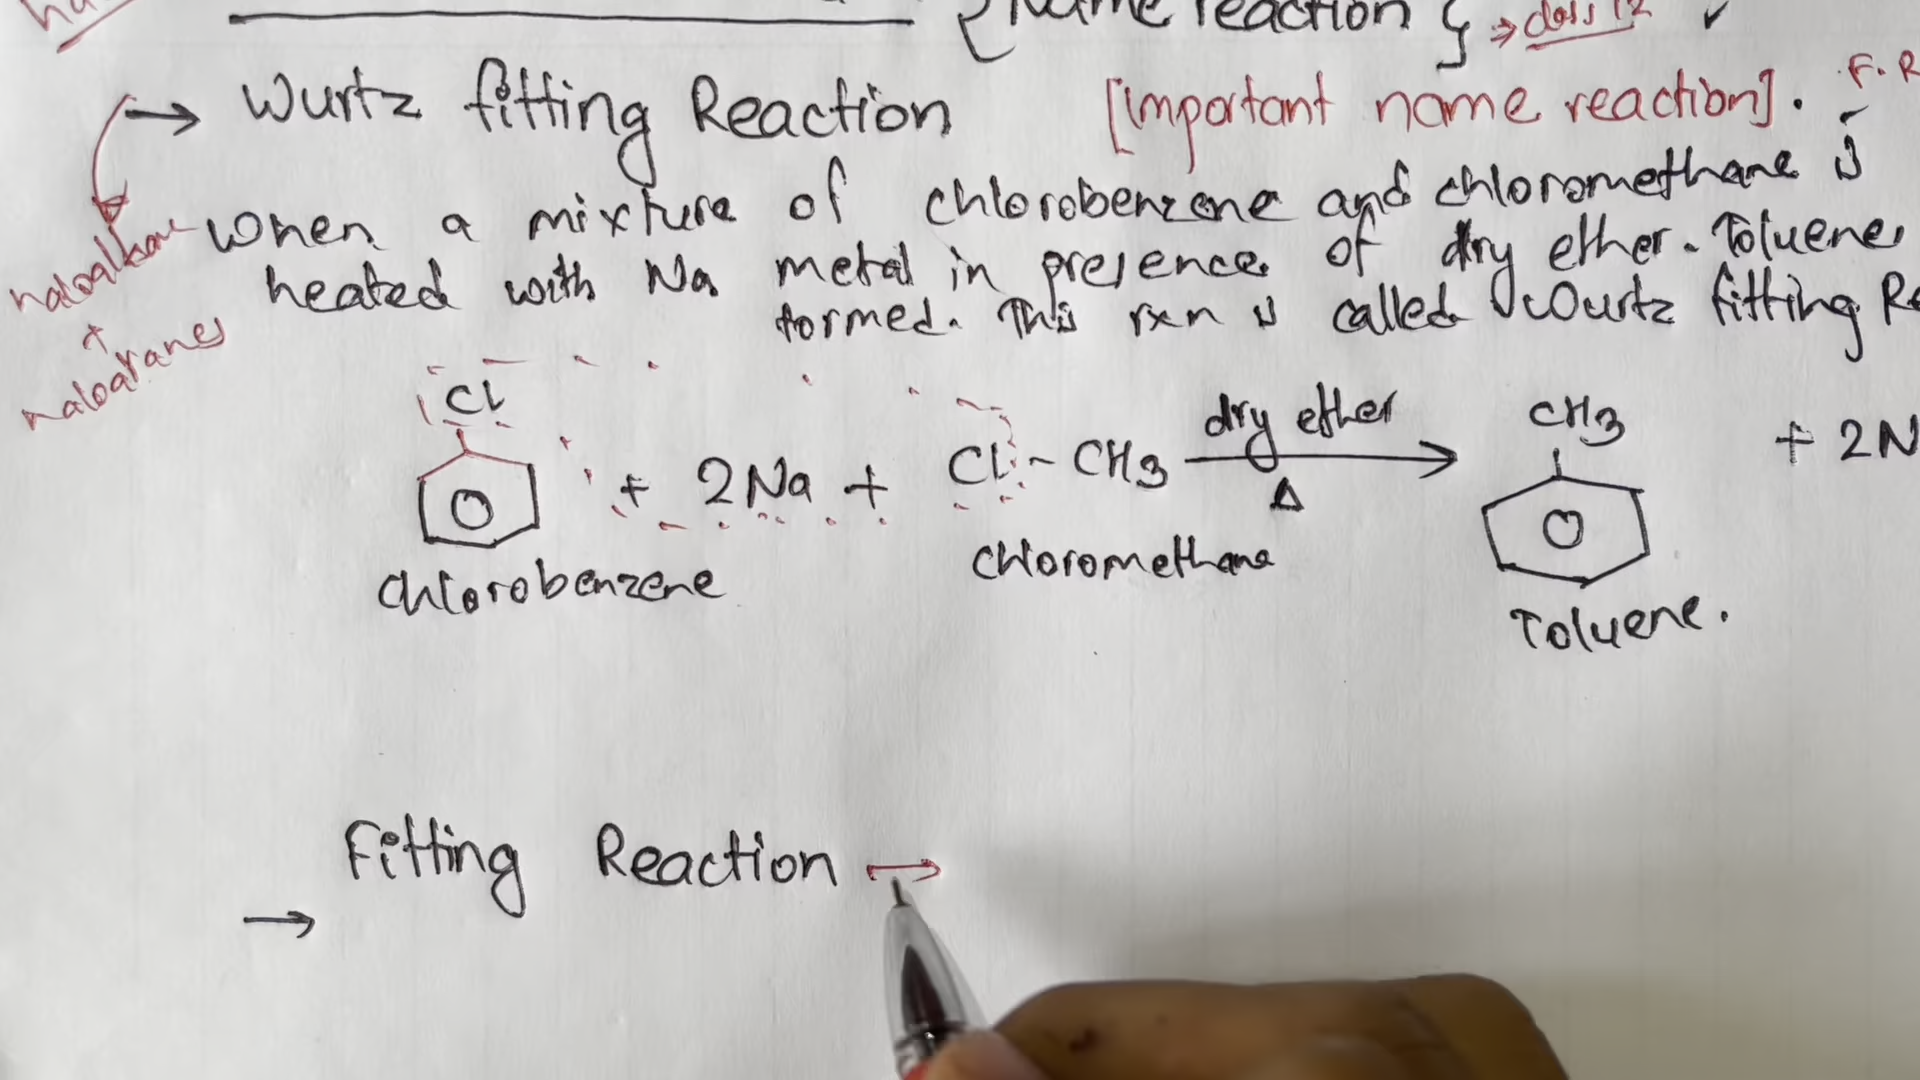 {Name reaction} → class 12 ✓
→ Wurtz fitting Reaction [important name reaction]. F.R
When a mixture of chlorobenzene and chloromethane is
heated with Na metal in presence of dry ether. Toluene
formed. This rxn is called Wurtz fitting Re
haloalkane
+
haloaranes
Cl
+ 2Na + Cl - CH3 dry ether Δ → CH3 + 2N
chlorobenzene chloromethane Toluene.
→ Fitting Reaction →